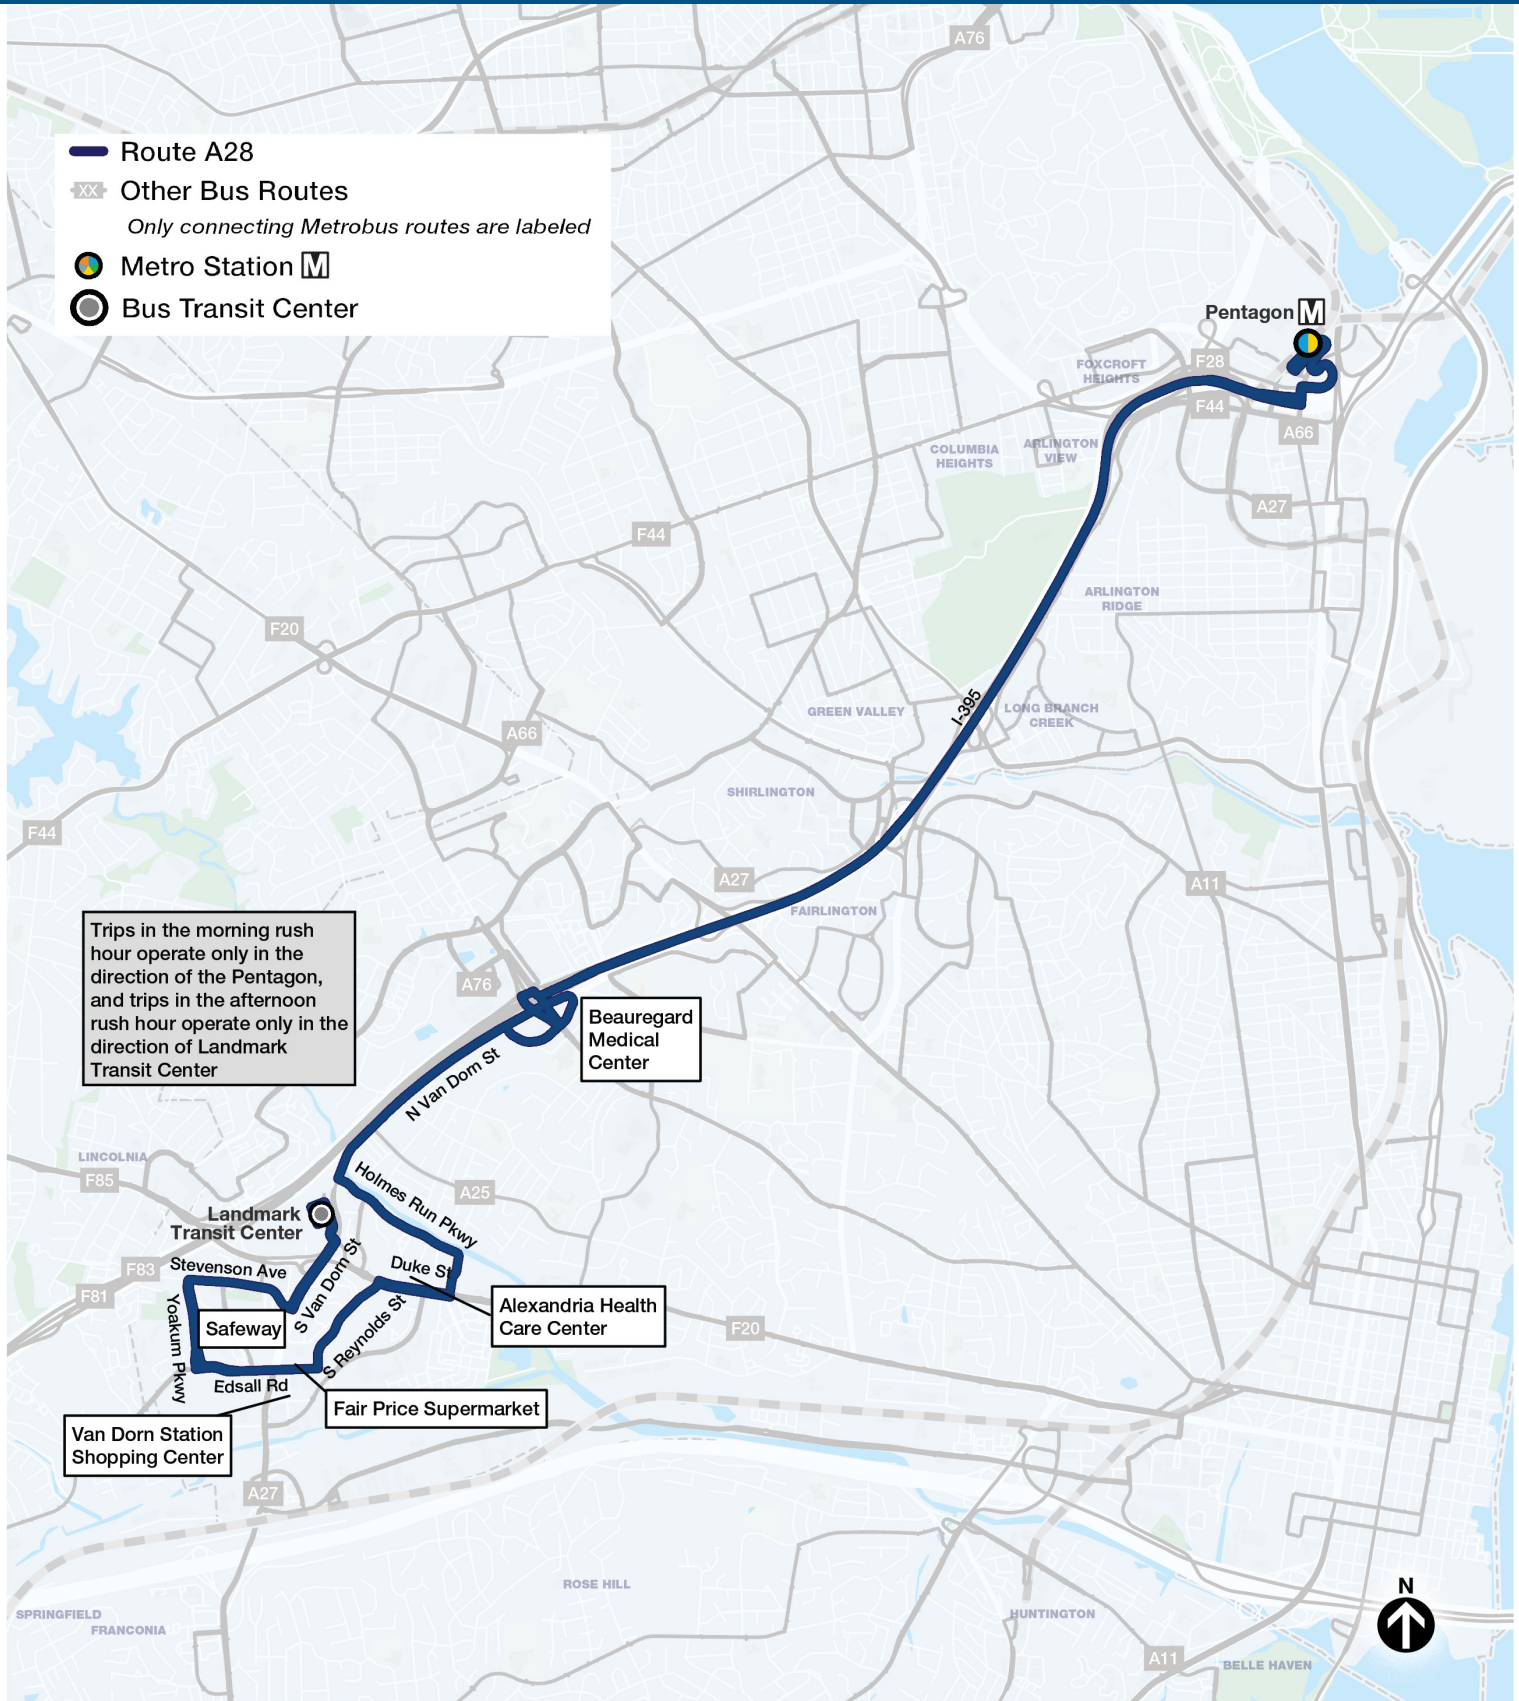 A76
Route A28
XX Other Bus Routes
Only connecting Metrobus routes are labeled
Metro Station M
Bus Transit Center
Pentagon M
F28
FOXCROFT
HEIGHTS
F44
A66
COLUMBIA
HEIGHTS
ARLINGTON
VIEW
A27
F44
ARLINGTON
RIDGE
F20
I-395
GREEN VALLEY
LONG BRANCH
CREEK
A66
SHIRLINGTON
F44
A27
A11
FAIRLINGTON
Trips in the morning rush
hour operate only in the
direction of the Pentagon,
and trips in the afternoon
rush hour operate only in the
direction of Landmark
Transit Center
A76
Beauregard
Medical
Center
N Van Dorn St
LINCOLNIA
F85
Holmes Run Pkwy
A25
Landmark
Transit Center
F83
Stevenson Ave
S Van Dorn St
Duke St
F81
Yoakum Pkwy
Safeway
S Reynolds St
Alexandria Health
Care Center
F20
Edsall Rd
Fair Price Supermarket
Van Dorn Station
Shopping Center
A27
ROSE HILL
N
SPRINGFIELD
FRANCONIA
HUNTINGTON
A11
BELLE HAVEN